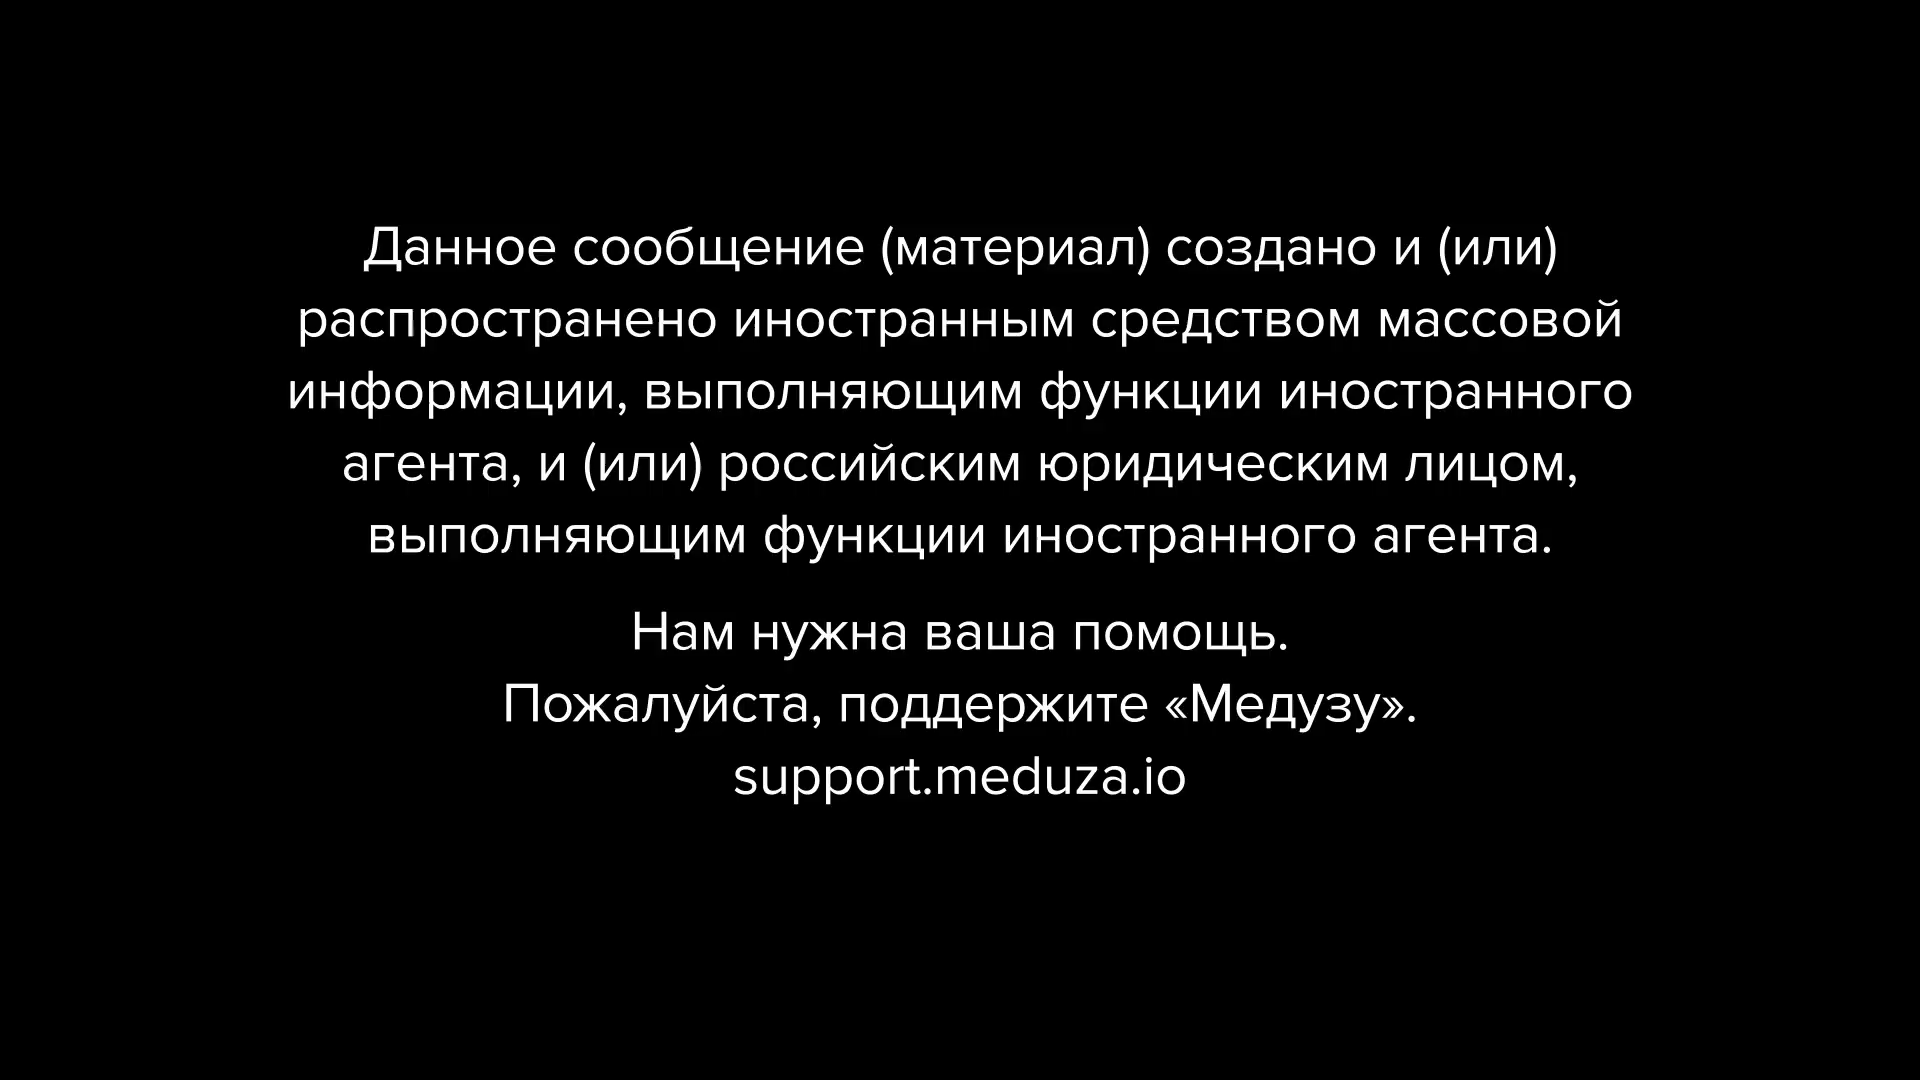 Данное сообщение (материал) создано и (или)
распространено иностранным средством массовой
информации, выполняющим функции иностранного
агента, и (или) российским юридическим лицом,
выполняющим функции иностранного агента.
Нам нужна ваша помощь.
Пожалуйста, поддержите «Медузу».
support.meduza.io